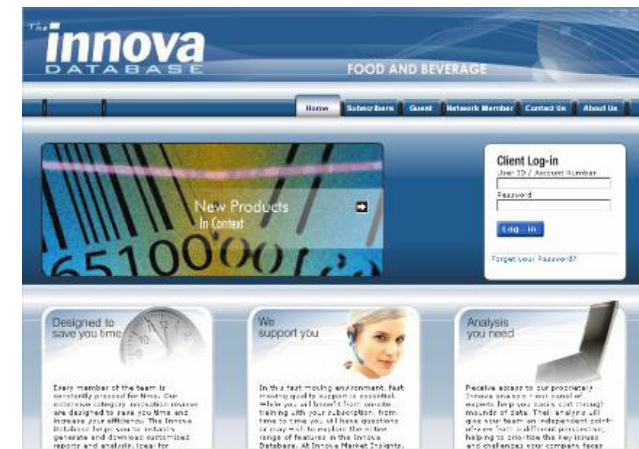 The
innova
DATABASE
FOOD AND BEVERAGE
Home Subscribers Guest Network Member Contact Us About Us
New Products
In Context
6510000
Client Log-in
User ID / Account Number
Password
Log - in
Forget your Password?
Designed to
save you time
Every member of the team is
constantly pressed for time. Our
extensive category innovation reviews
are designed to save you time and
increase your efficiency. The Innova
Database helps you to instantly
generate and download customized
reports and analysis. Ideal for
We
support you
In this fast moving environment, fast
moving quality support is essential.
While you will benefit from on-site
training with your subscription, from
time to time you will have questions
or may wish to explore the entire
range of features in the Innova
Database. At Innova Market Insights,
Analysis
you need
Receive access to our proprietary
Innova analysis - our panel of
experts help you easily sort through
mounds of data. Their analysis will
give your team an independent point-
of-view from a different perspective,
helping to prioritize the key issues
and challenges your company faces